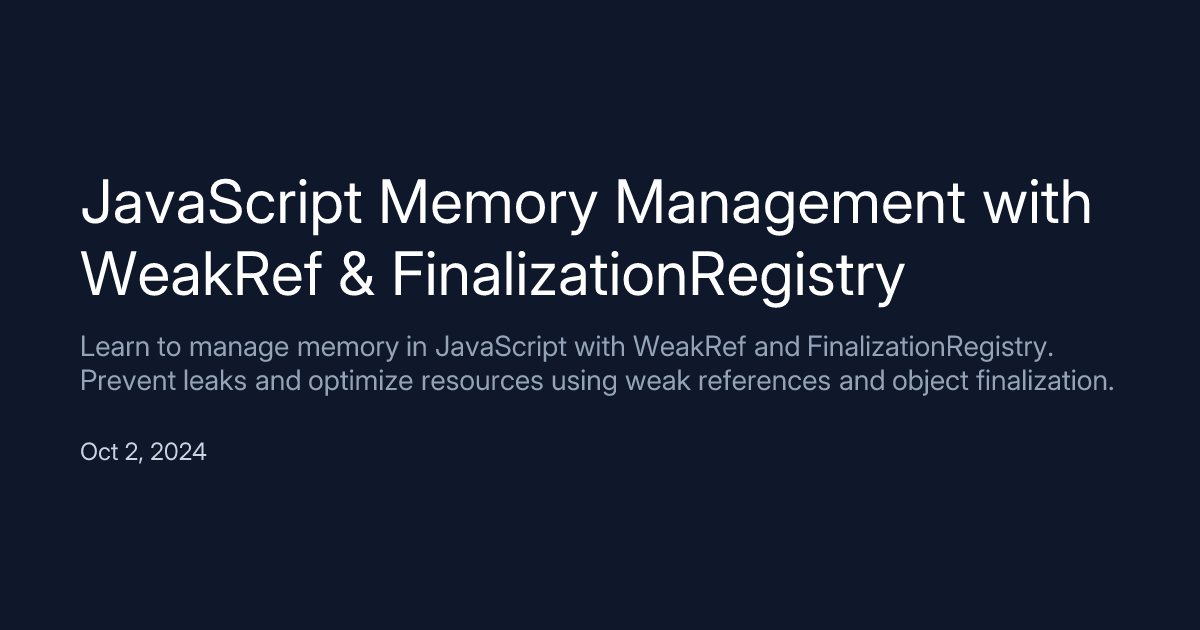 JavaScript Memory Management with
WeakRef & FinalizationRegistry
Learn to manage memory in JavaScript with WeakRef and FinalizationRegistry.
Prevent leaks and optimize resources using weak references and object finalization.
Oct 2, 2024